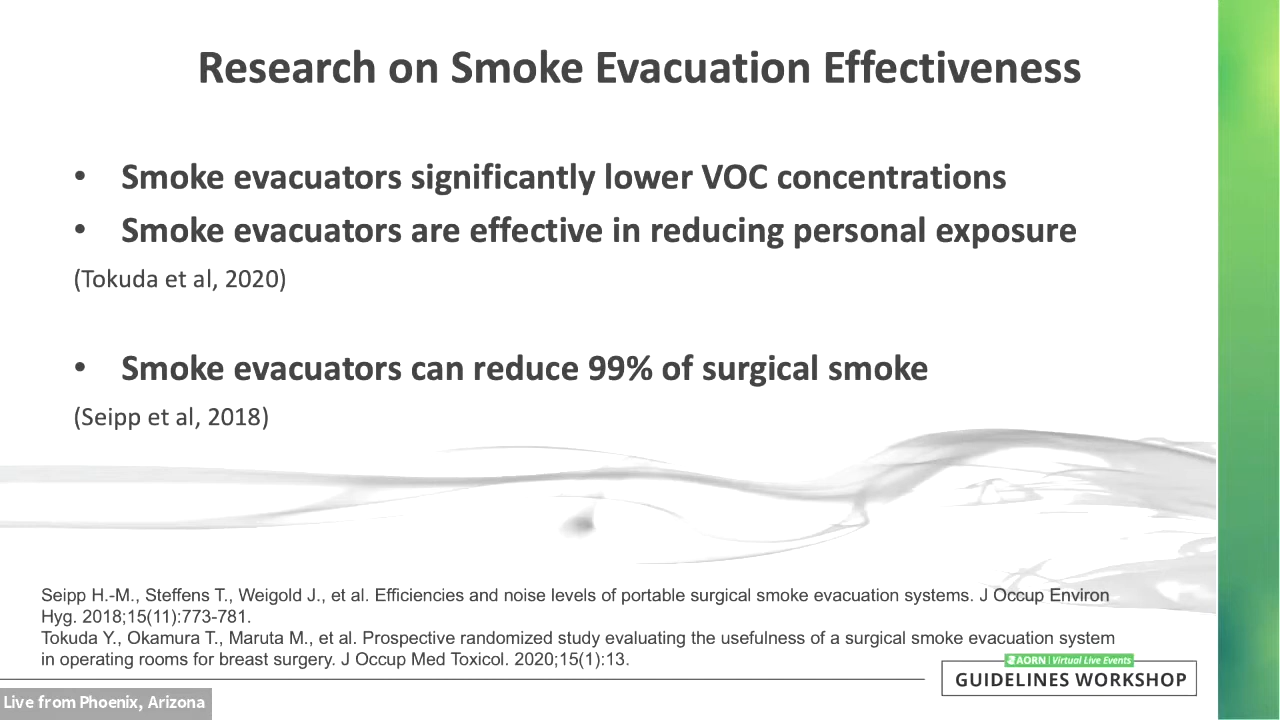 Research on Smoke Evacuation Effectiveness
• Smoke evacuators significantly lower VOC concentrations
• Smoke evacuators are effective in reducing personal exposure
(Tokuda et al, 2020)
• Smoke evacuators can reduce 99% of surgical smoke
(Seipp et al, 2018)
Seipp H.-M., Steffens T., Weigold J., et al. Efficiencies and noise levels of portable surgical smoke evacuation systems. J Occup Environ
Hyg. 2018;15(11):773-781.
Tokuda Y., Okamura T., Maruta M., et al. Prospective randomized study evaluating the usefulness of a surgical smoke evacuation system
in operating rooms for breast surgery. J Occup Med Toxicol. 2020;15(1):13.
AORN | Virtual Live Events
GUIDELINES WORKSHOP
Live from Phoenix, Arizona